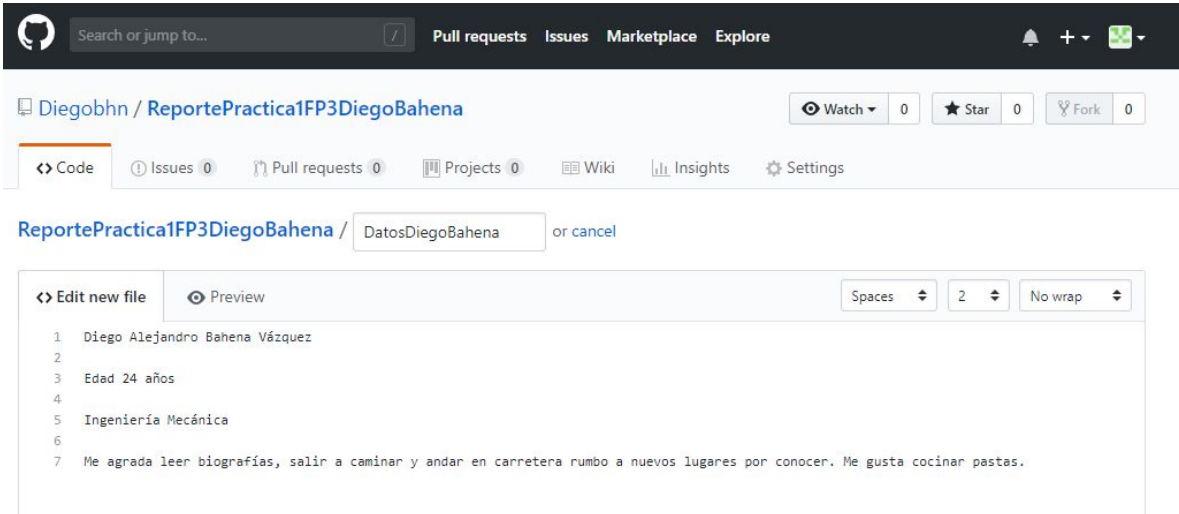 Search or jump to... / Pull requests Issues Marketplace Explore
Diegobhn / ReportePractica1FP3DiegoBahena Watch 0 Star 0 Fork 0
Code Issues 0 Pull requests 0 Projects 0 Wiki Insights Settings
ReportePractica1FP3DiegoBahena / DatosDiegoBahena or cancel
<> Edit new file Preview Spaces 2 No wrap
1 Diego Alejandro Bahena Vázquez
2
3 Edad 24 años
4
5 Ingeniería Mecánica
6
7 Me agrada leer biografías, salir a caminar y andar en carretera rumbo a nuevos lugares por conocer. Me gusta cocinar pastas.